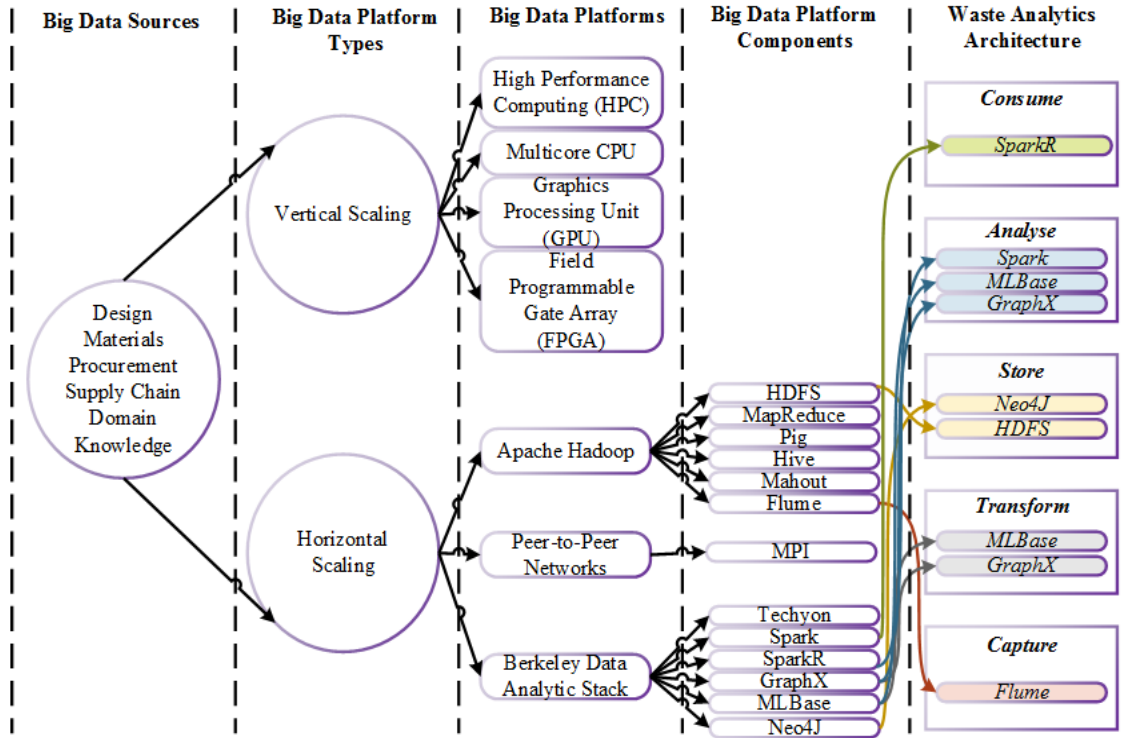 Big Data Sources
Big Data Platform
Types
Big Data Platforms
Big Data Platform
Components
Waste Analytics
Architecture
Design
Materials
Procurement
Supply Chain
Domain
Knowledge
Vertical Scaling
Horizontal
Scaling
High Performance
Computing (HPC)
Multicore CPU
Graphics
Processing Unit
(GPU)
Field
Programmable
Gate Array
(FPGA)
Apache Hadoop
Peer-to-Peer
Networks
Berkeley Data
Analytic Stack
HDFS
MapReduce
Pig
Hive
Mahout
Flume
MPI
Techyon
Spark
SparkR
GraphX
MLBase
Neo4J
Consume
SparkR
Analyse
Spark
MLBase
GraphX
Store
Neo4J
HDFS
Transform
MLBase
GraphX
Capture
Flume